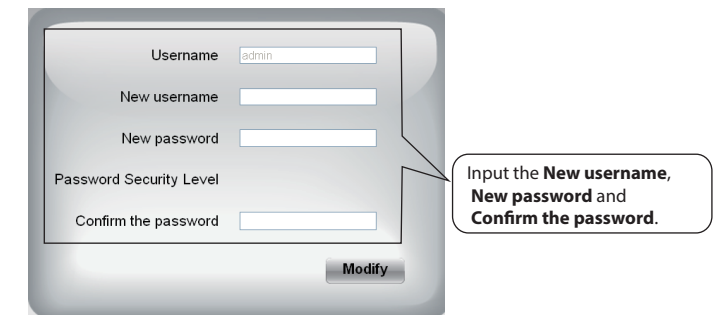 Username admin
New username
New password
Password Security Level
Confirm the password
Modify
Input the New username,
New password and
Confirm the password.